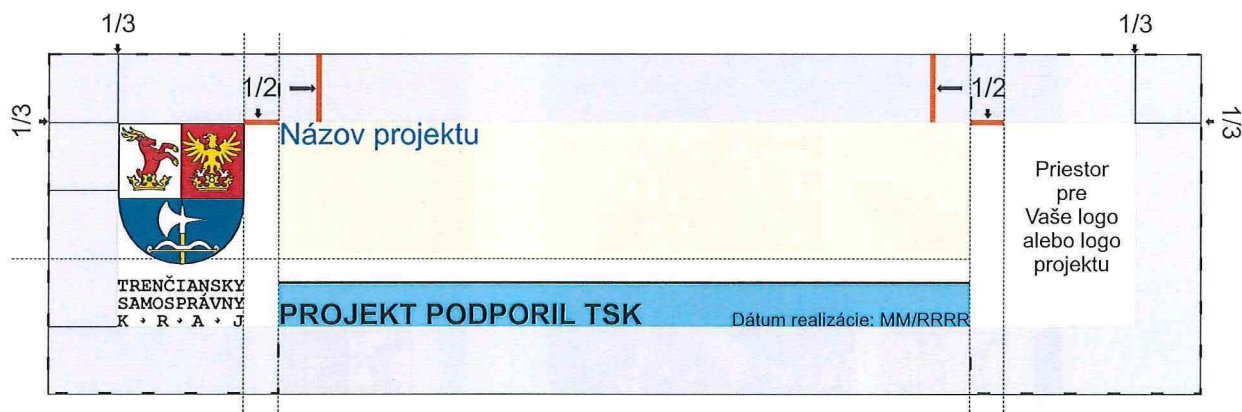 1/3
1/3
1/2
1/2
1/3
1/3
Názov projektu
Priestor
pre
Vaše logo
alebo logo
projektu
TRENČIANSKY
SAMOSPRÁVNY
K • R • A • J
PROJEKT PODPORIL TSK
Dátum realizácie: MM/RRRR